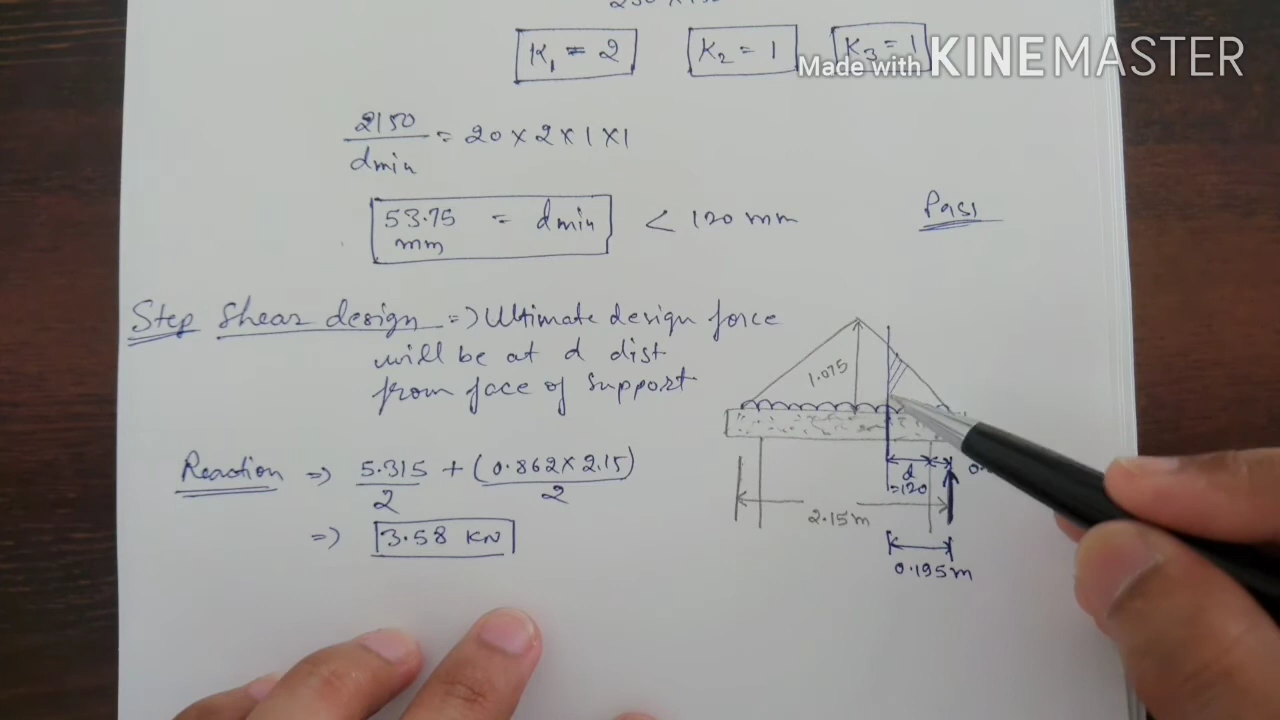 K₁ = 2 K₂ = 1 K₃ = 1
Made with KINEMASTER
2150/dmin = 20 × 2 × 1 × 1
53.75 mm = dmin < 120 mm Pass
Step Shear design => Ultimate design force
will be at d dist
from face of support
Reaction => 5.315/2 + (0.862 × 2.15)/2
=> 3.58 KN
1.075
d
=120
2.15m
0.195m